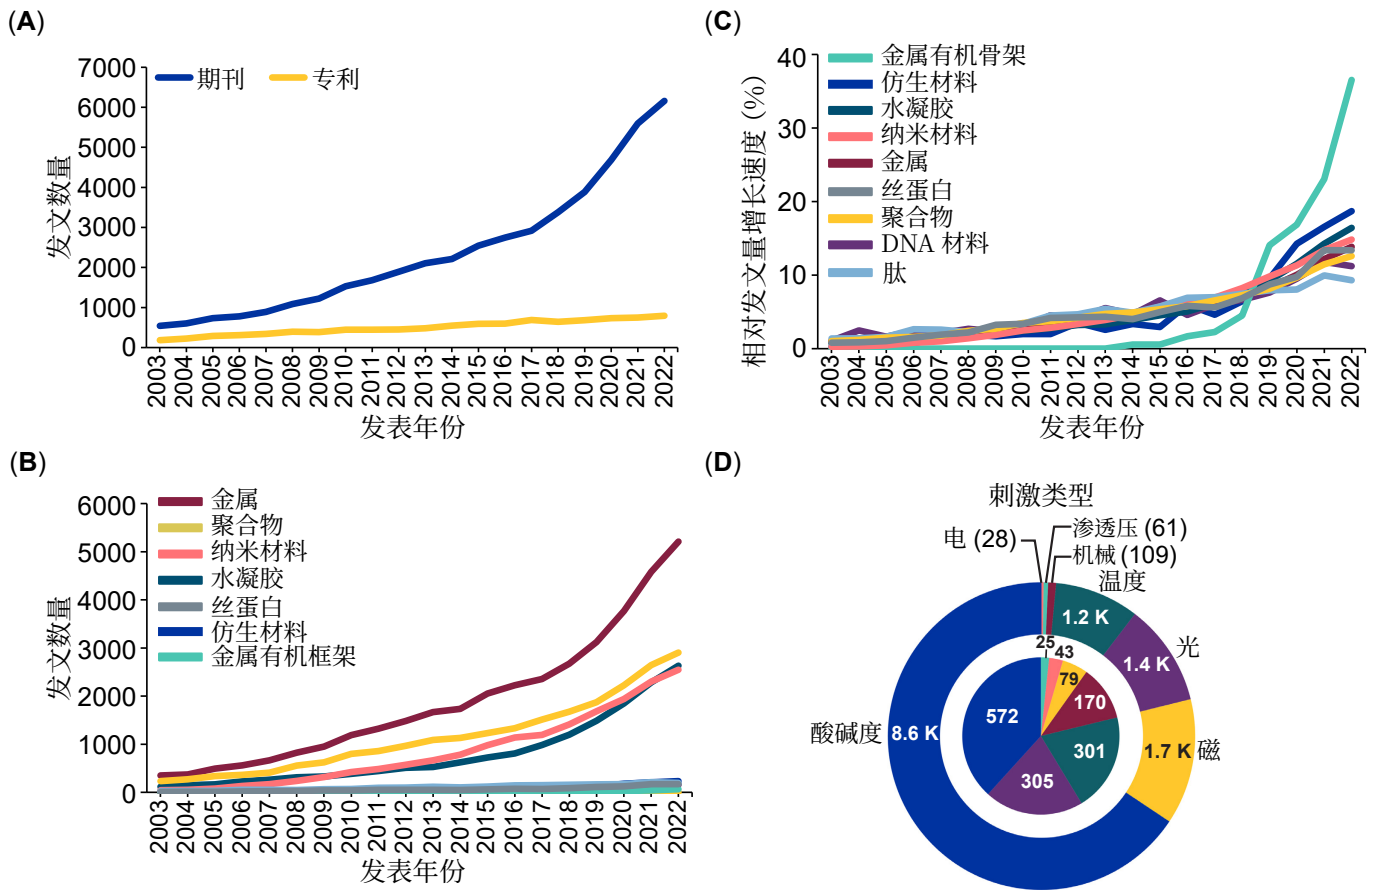 (A)
期刊
专利
7000
6000
5000
4000
3000
2000
1000
0
发文数量
2003
2004
2005
2006
2007
2008
2009
2010
2011
2012
2013
2014
2015
2016
2017
2018
2019
2020
2021
2022
发表年份
(C)
金属有机骨架
仿生材料
水凝胶
纳米材料
金属
丝蛋白
聚合物
DNA 材料
肽
40
30
20
10
0
相对发文量增长速度 (%)
2003
2004
2005
2006
2007
2008
2009
2010
2011
2012
2013
2014
2015
2016
2017
2018
2019
2020
2021
2022
发表年份
(B)
金属
聚合物
纳米材料
水凝胶
丝蛋白
仿生材料
金属有机框架
6000
5000
4000
3000
2000
1000
0
发文数量
2003
2004
2005
2006
2007
2008
2009
2010
2011
2012
2013
2014
2015
2016
2017
2018
2019
2020
2021
2022
发表年份
(D)
刺激类型
电 (28)
渗透压 (61)
机械 (109)
温度
1.2 K
光
1.4 K
磁
1.7 K
酸碱度
8.6 K
25
43
79
170
301
305
572